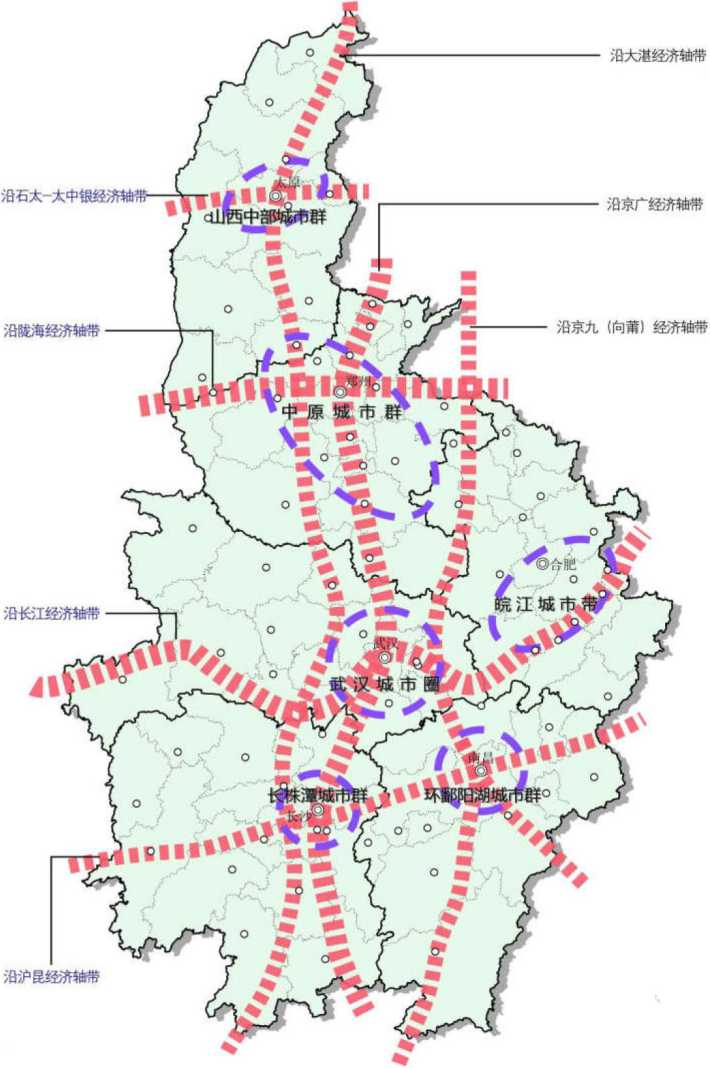 沿大湛经济轴带
太原
沿石太—太中银经济轴带
沿京广经济轴带
山西中部城市群
沿陇海经济轴带
沿京九（向莆）经济轴带
郑州
中原城市群
合肥
皖江城市带
沿长江经济轴带
武汉
武汉城市圈
南昌
长株潭城市群
环鄱阳湖城市群
长沙
沿沪昆经济轴带